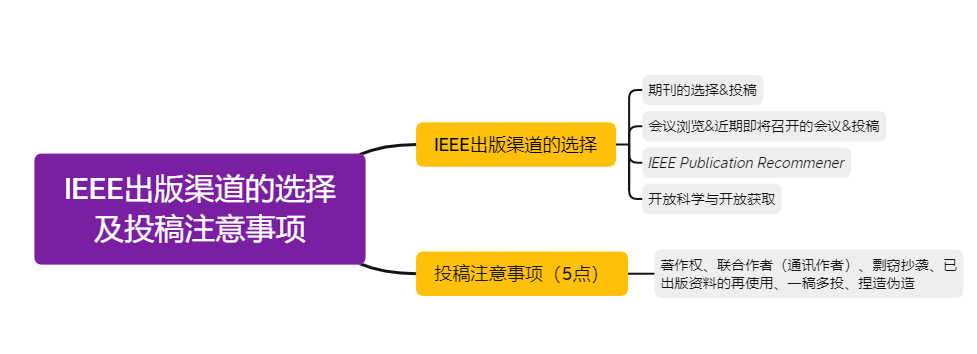 IEEE出版渠道的选择
及投稿注意事项
IEEE出版渠道的选择
期刊的选择&投稿
会议浏览&近期即将召开的会议&投稿
IEEE Publication Recommener
开放科学与开放获取
投稿注意事项（5点）
著作权、联合作者（通讯作者）、剽窃抄袭、已
出版资料的再使用、一稿多投、捏造伪造